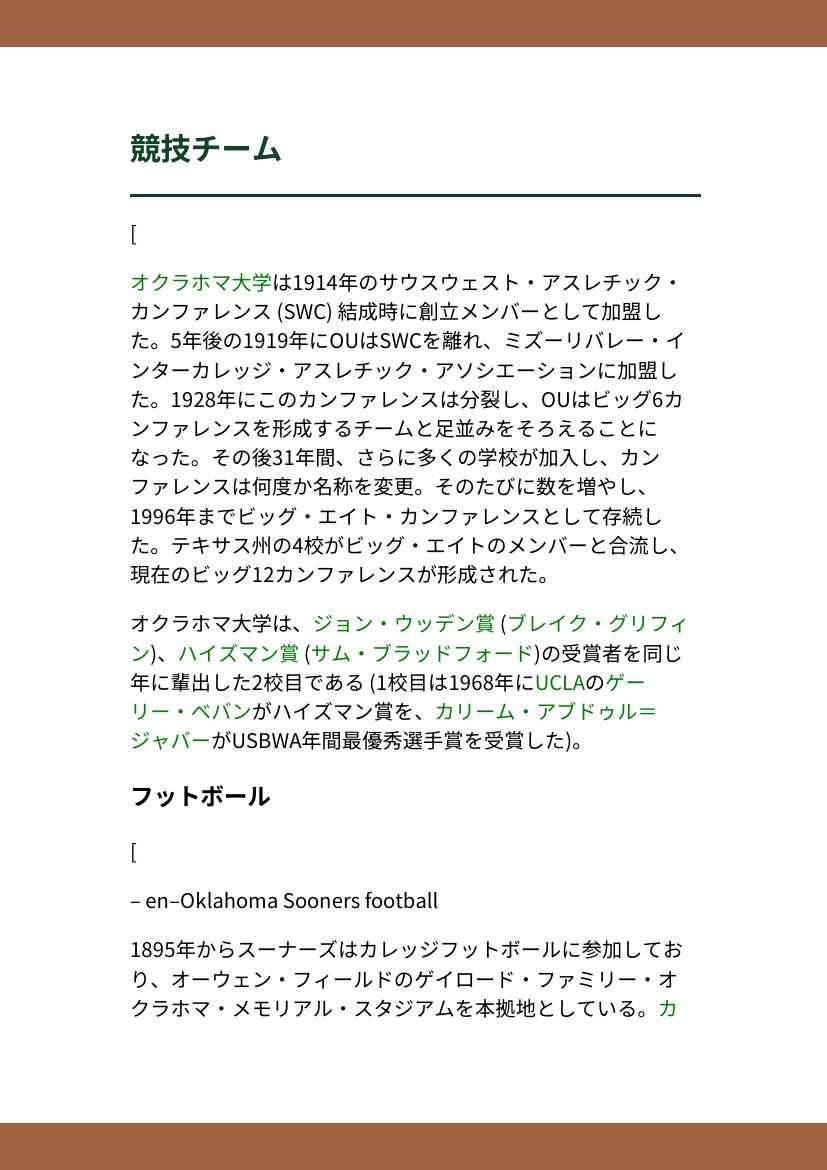 競技チーム
[
オクラホマ大学は1914年のサウスウェスト・アスレチック・
カンファレンス (SWC) 結成時に創立メンバーとして加盟し
た。5年後の1919年にOUはSWCを離れ、ミズーリバレー・イ
ンターカレッジ・アスレチック・アソシエーションに加盟し
た。1928年にこのカンファレンスは分裂し、OUはビッグ6カ
ンファレンスを形成するチームと足並みをそろえることに
なった。その後31年間、さらに多くの学校が加入し、カン
ファレンスは何度か名称を変更。そのたびに数を増やし、
1996年までビッグ・エイト・カンファレンスとして存続し
た。テキサス州の4校がビッグ・エイトのメンバーと合流し、
現在のビッグ12カンファレンスが形成された。
オクラホマ大学は、ジョン・ウッデン賞 (ブレイク・グリフィ
ン)、ハイズマン賞 (サム・ブラッドフォード)の受賞者を同じ
年に輩出した2校目である (1校目は1968年にUCLAのゲー
リー・ベバンがハイズマン賞を、カリーム・アブドゥル＝
ジャバーがUSBWA年間最優秀選手賞を受賞した)。
フットボール
[
– en–Oklahoma Sooners football
1895年からスーナーズはカレッジフットボールに参加してお
り、オーウェン・フィールドのゲイロード・ファミリー・オ
クラホマ・メモリアル・スタジアムを本拠地としている。カ